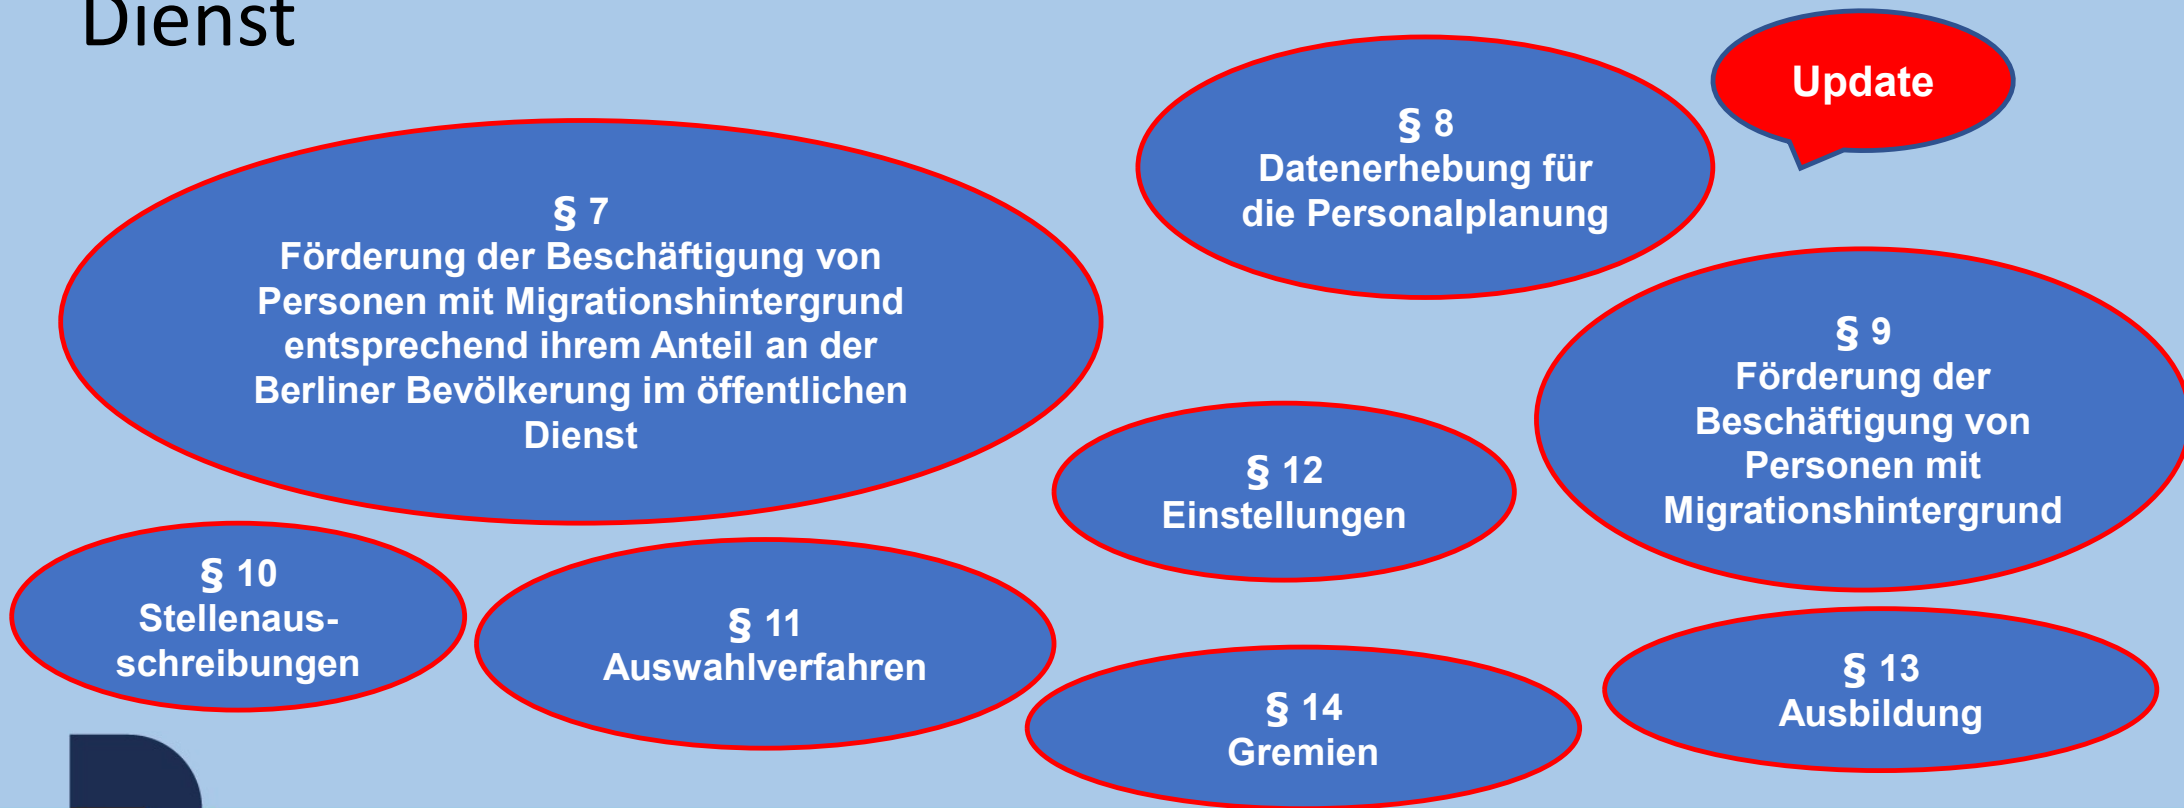 Dienst
Update
§ 8
Datenerhebung für
die Personalplanung
§ 7
Förderung der Beschäftigung von
Personen mit Migrationshintergrund
entsprechend ihrem Anteil an der
Berliner Bevölkerung im öffentlichen
Dienst
§ 9
Förderung der
Beschäftigung von
Personen mit
Migrationshintergrund
§ 12
Einstellungen
§ 10
Stellenaus-
schreibungen
§ 11
Auswahlverfahren
§ 13
Ausbildung
§ 14
Gremien